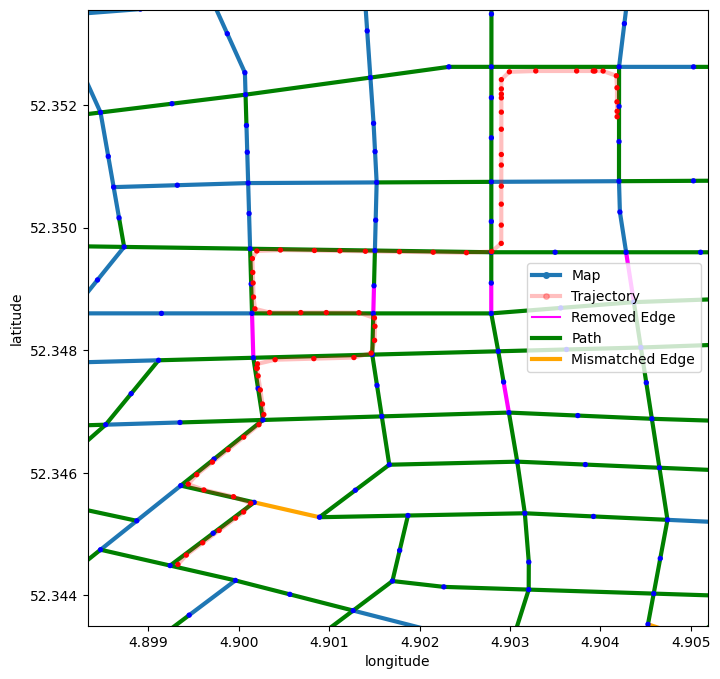 52.352
52.350
52.348
52.346
52.344
latitude
Map
Trajectory
Removed Edge
Path
Mismatched Edge
4.899
4.900
4.901
4.902
4.903
4.904
4.905
longitude